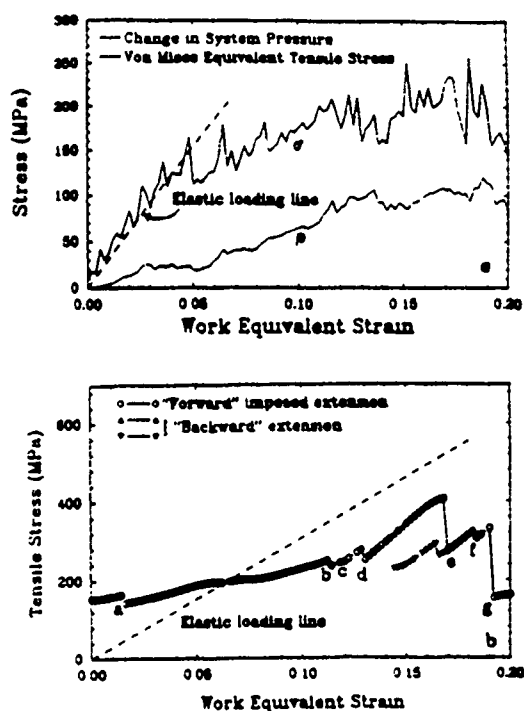 300
250
200
150
100
50
0
Stress (MPa)
Change in System Pressure
Von Mises Equivalent Tensile Stress
σ
Elastic loading line
p
a
0.00 0.05 0.10 0.15 0.20
Work Equivalent Strain
600
400
200
0
Tensile Stress (MPa)
"Forward" imposed extension
"Backward" extension
a
b
c
d
e
f
g
b
Elastic loading line
0.00 0.05 0.10 0.15 0.20
Work Equivalent Strain